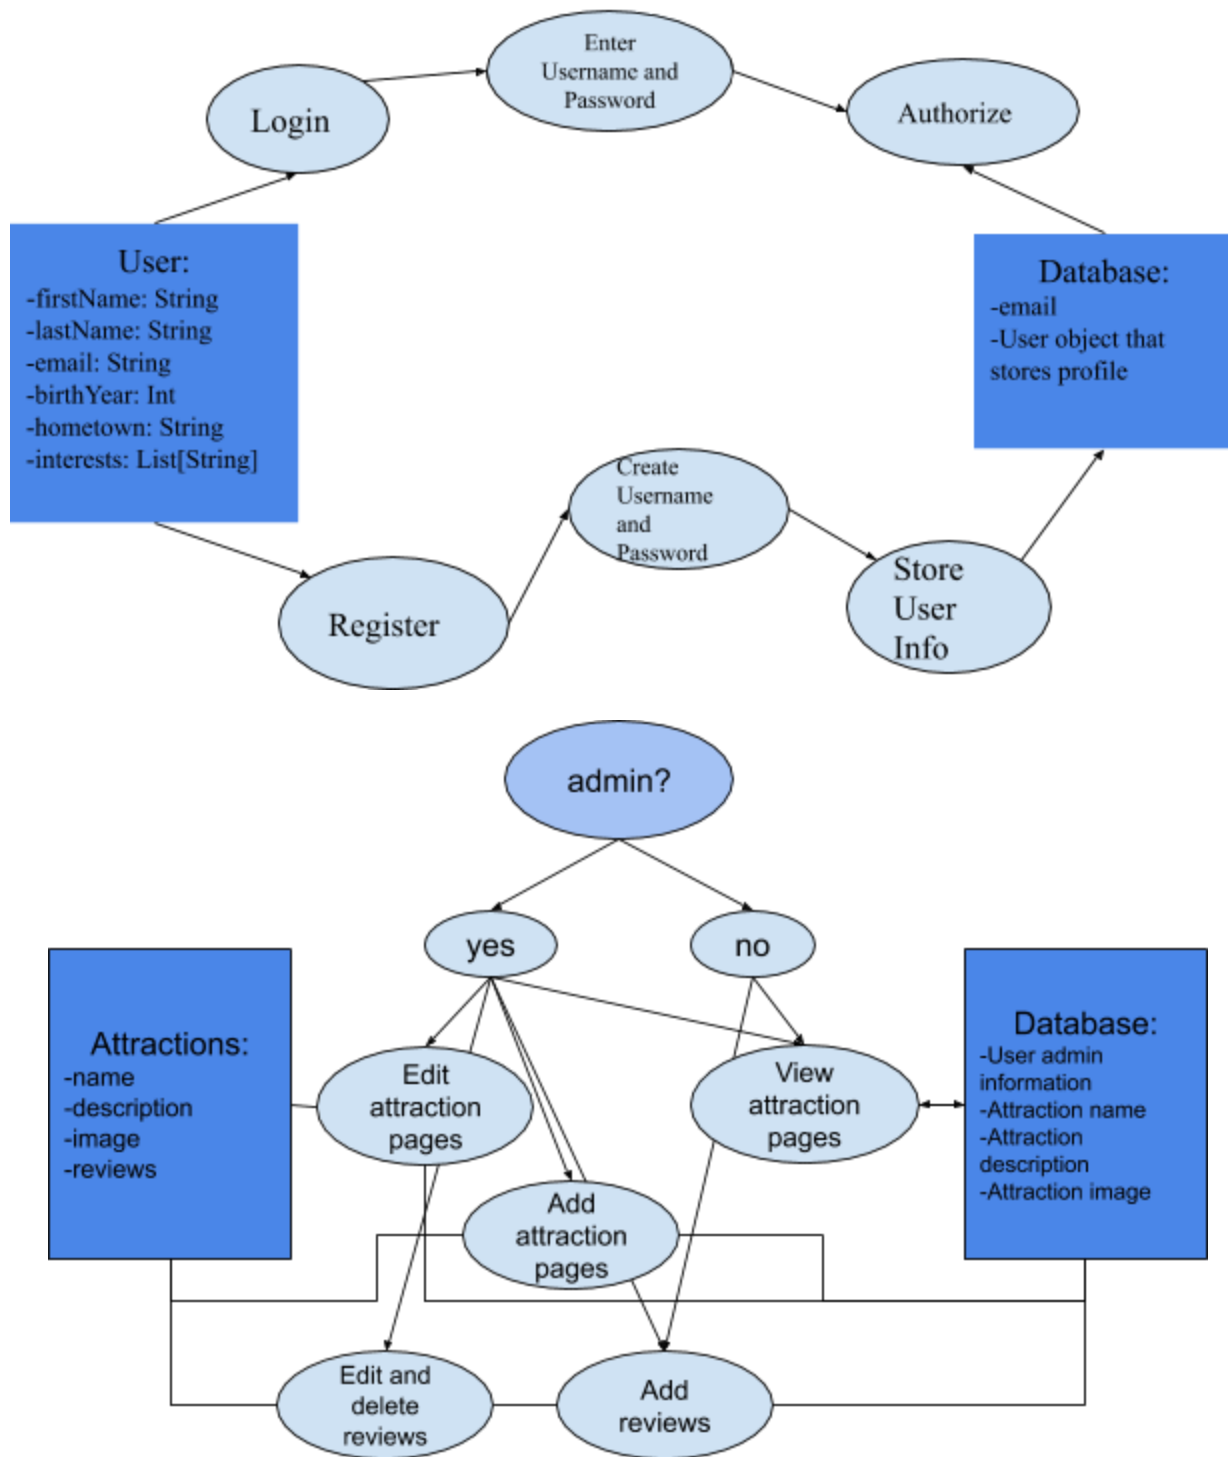 Enter
Username and
Password
Login
Authorize
User:
-firstName: String
-lastName: String
-email: String
-birthYear: Int
-hometown: String
-interests: List[String]
Database:
-email
-User object that
stores profile
Create
Username
and
Password
Register
Store
User
Info
admin?
yes
no
Attractions:
-name
-description
-image
-reviews
Edit
attraction
pages
View
attraction
pages
Database:
-User admin
information
-Attraction name
-Attraction
description
-Attraction image
Add
attraction
pages
Edit and
delete
reviews
Add
reviews